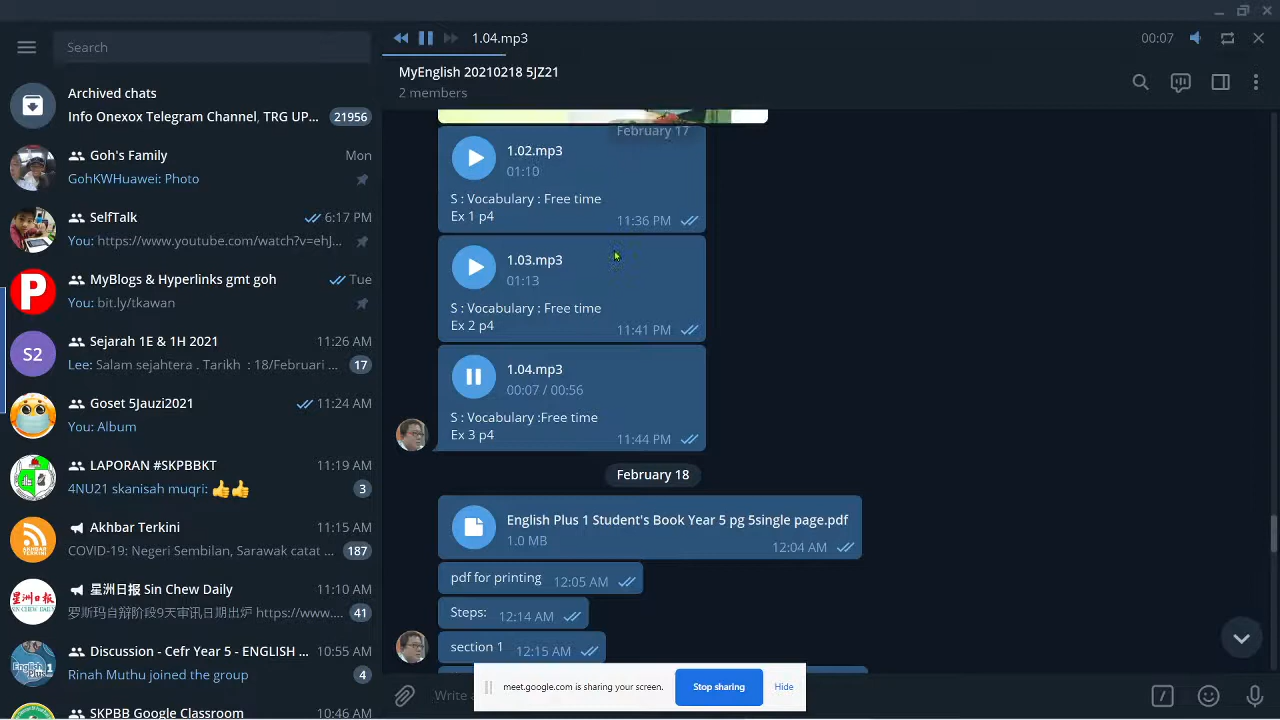 Search
Archived chats
Info Onexox Telegram Channel, TRG UP... 21956
Goh's Family Mon
GohKWHuawei: Photo
SelfTalk 6:17 PM
You: https://www.youtube.com/watch?v=ehJ...
MyBlogs & Hyperlinks gmt goh Tue
You: bit.ly/tkawan
S2
Sejarah 1E & 1H 2021 11:26 AM
Lee: Salam sejahtera . Tarikh : 18/Februari ... 17
Goset 5Jauzi2021 11:24 AM
You: Album
LAPORAN #SKPBBKT 11:19 AM
4NU21 skanisah muqri: 👍👍 3
Akhbar Terkini 11:15 AM
COVID-19: Negeri Sembilan, Sarawak catat ... 187
星洲日报 Sin Chew Daily 11:10 AM
罗斯玛自辩阶段9天审讯日期出炉 https://www.... 41
Discussion - Cefr Year 5 - ENGLISH ... 10:55 AM
Rinah Muthu joined the group 4
SKPBB Google Classroom 10:46 AM
1.04.mp3 00:07
MyEnglish 20210218 5JZ21
2 members
February 17
1.02.mp3
01:10
S : Vocabulary : Free time
Ex 1 p4 11:36 PM
1.03.mp3
01:13
S : Vocabulary : Free time
Ex 2 p4 11:41 PM
1.04.mp3
00:07 / 00:56
S : Vocabulary :Free time
Ex 3 p4 11:44 PM
February 18
English Plus 1 Student's Book Year 5 pg 5single page.pdf
1.0 MB 12:04 AM
pdf for printing 12:05 AM
Steps: 12:14 AM
section 1 12:15 AM
Write
meet.google.com is sharing your screen. Stop sharing Hide